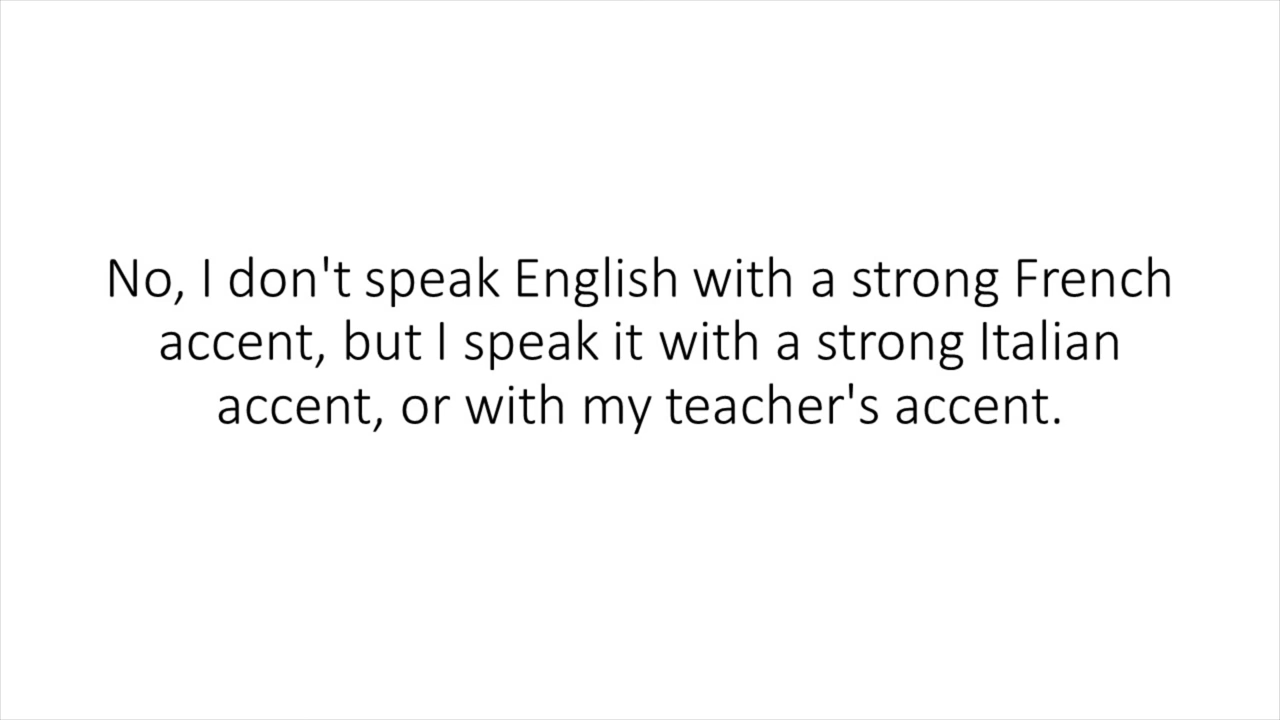 No, I don't speak English with a strong French
accent, but I speak it with a strong Italian
accent, or with my teacher's accent.